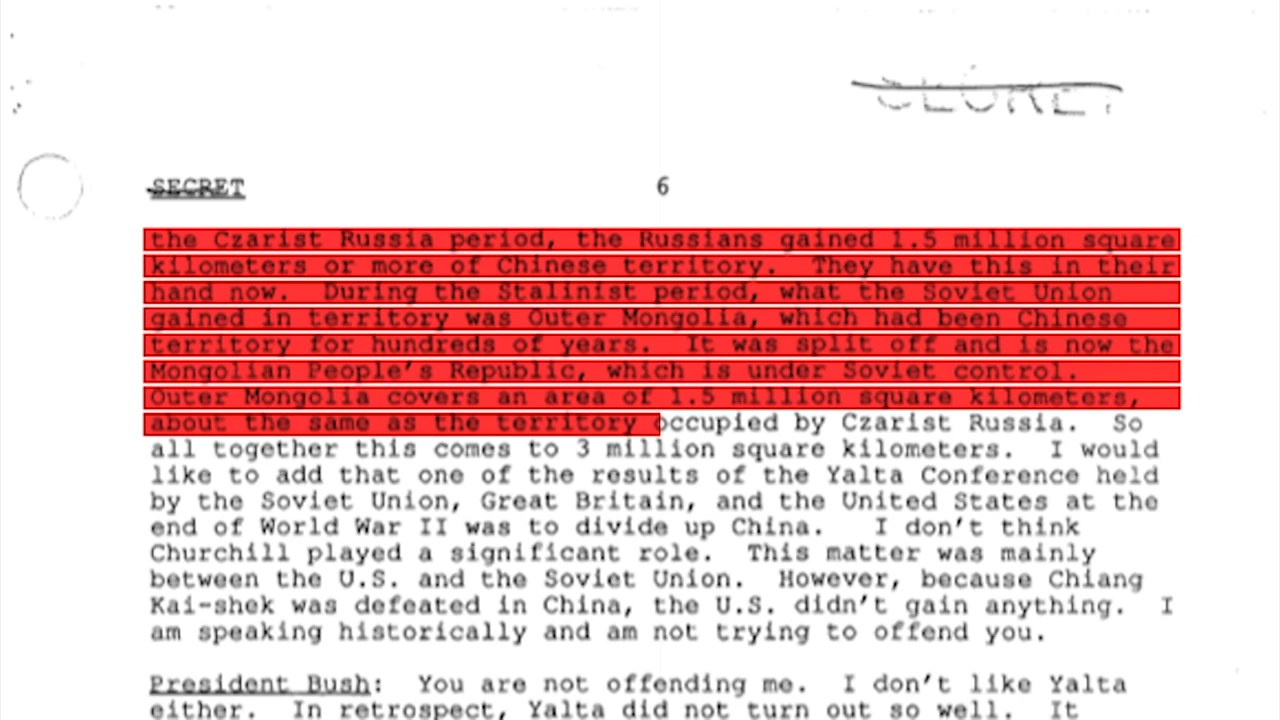 SECRET
SECRET 6
the Czarist Russia period, the Russians gained 1.5 million square
kilometers or more of Chinese territory. They have this in their
hand now. During the Stalinist period, what the Soviet Union
gained in territory was Outer Mongolia, which had been Chinese
territory for hundreds of years. It was split off and is now the
Mongolian People's Republic, which is under Soviet control.
Outer Mongolia covers an area of 1.5 million square kilometers,
about the same as the territory occupied by Czarist Russia. So
all together this comes to 3 million square kilometers. I would
like to add that one of the results of the Yalta Conference held
by the Soviet Union, Great Britain, and the United States at the
end of World War II was to divide up China. I don't think
Churchill played a significant role. This matter was mainly
between the U.S. and the Soviet Union. However, because Chiang
Kai-shek was defeated in China, the U.S. didn't gain anything. I
am speaking historically and am not trying to offend you.
President Bush: You are not offending me. I don't like Yalta
either. In retrospect, Yalta did not turn out so well. It